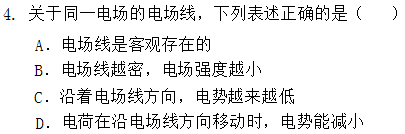 4. 关于同一电场的电场线，下列表述正确的是（　　）
A. 电场线是客观存在的
B. 电场线越密，电场强度越小
C. 沿着电场线方向，电势越来越低
D. 电荷在沿电场线方向移动时，电势能减小